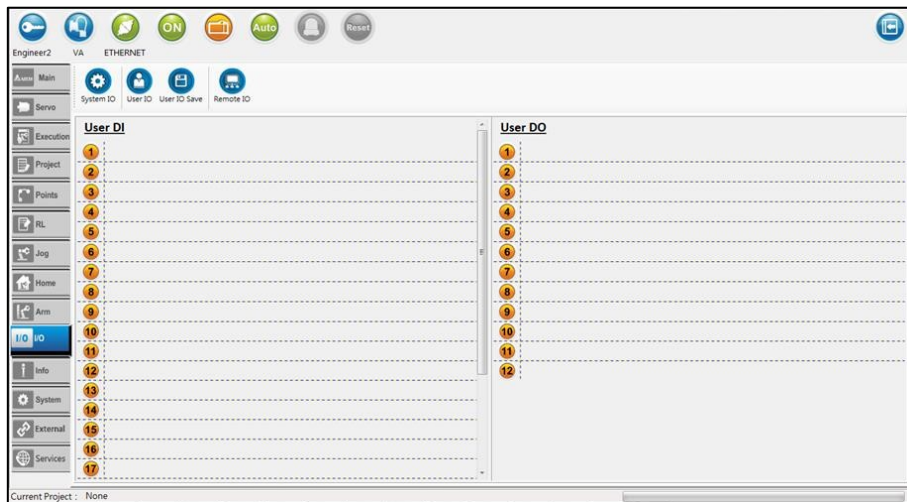 ON Auto Reset
Engineer2 VA ETHERNET
Main
Servo
Execution
Project
Points
RL
Jog
Home
Arm
I/O I/O
Info
System
External
Services
System IO User IO User IO Save Remote IO
User DI
1
2
3
4
5
6
7
8
9
10
11
12
13
14
15
16
17
User DO
1
2
3
4
5
6
7
8
9
10
11
12
Current Project : None